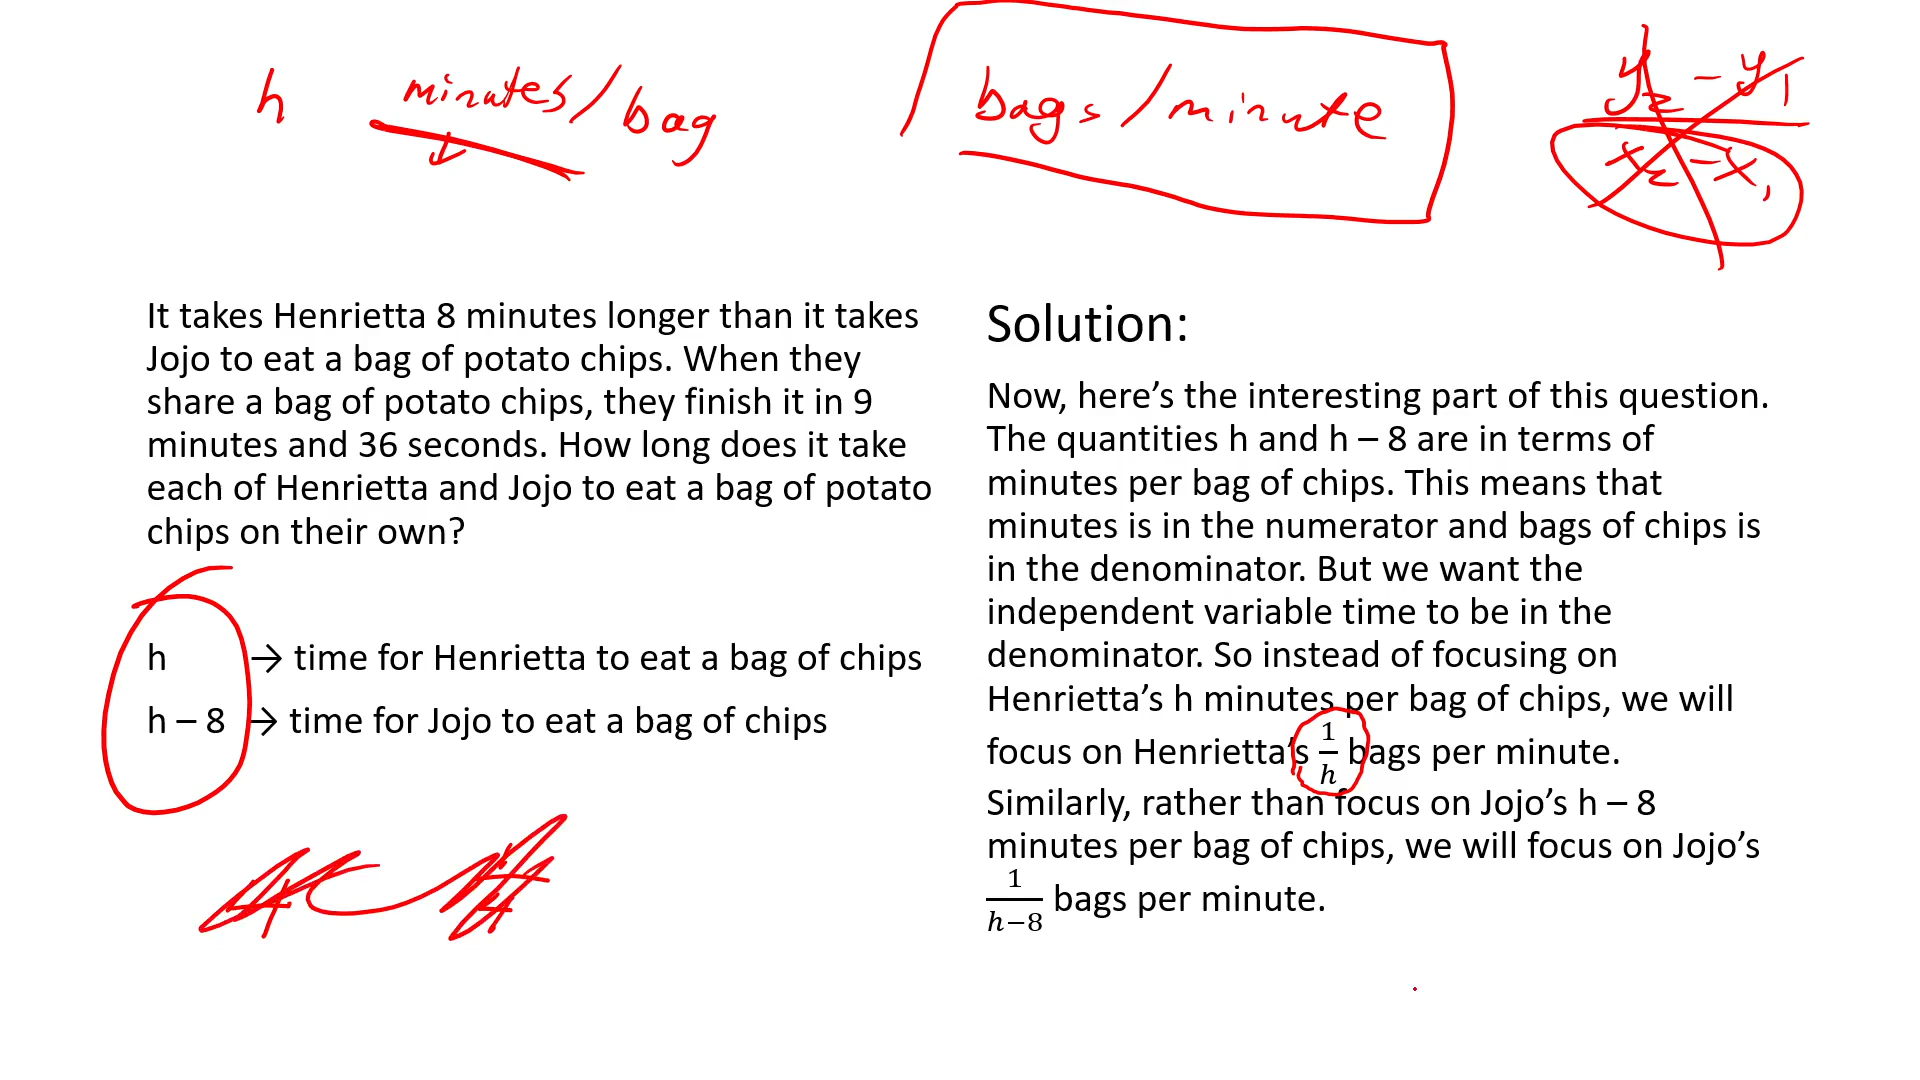 h minutes/bag
bags/minute
y₂ - y₁
x₂ - x₁
It takes Henrietta 8 minutes longer than it takes
Jojo to eat a bag of potato chips. When they
share a bag of potato chips, they finish it in 9
minutes and 36 seconds. How long does it take
each of Henrietta and Jojo to eat a bag of potato
chips on their own?
h → time for Henrietta to eat a bag of chips
h – 8 → time for Jojo to eat a bag of chips
Solution:
Now, here’s the interesting part of this question.
The quantities h and h – 8 are in terms of
minutes per bag of chips. This means that
minutes is in the numerator and bags of chips is
in the denominator. But we want the
independent variable time to be in the
denominator. So instead of focusing on
Henrietta’s h minutes per bag of chips, we will
focus on Henrietta’s 1/h bags per minute.
Similarly, rather than focus on Jojo’s h – 8
minutes per bag of chips, we will focus on Jojo’s
1/(h–8) bags per minute.